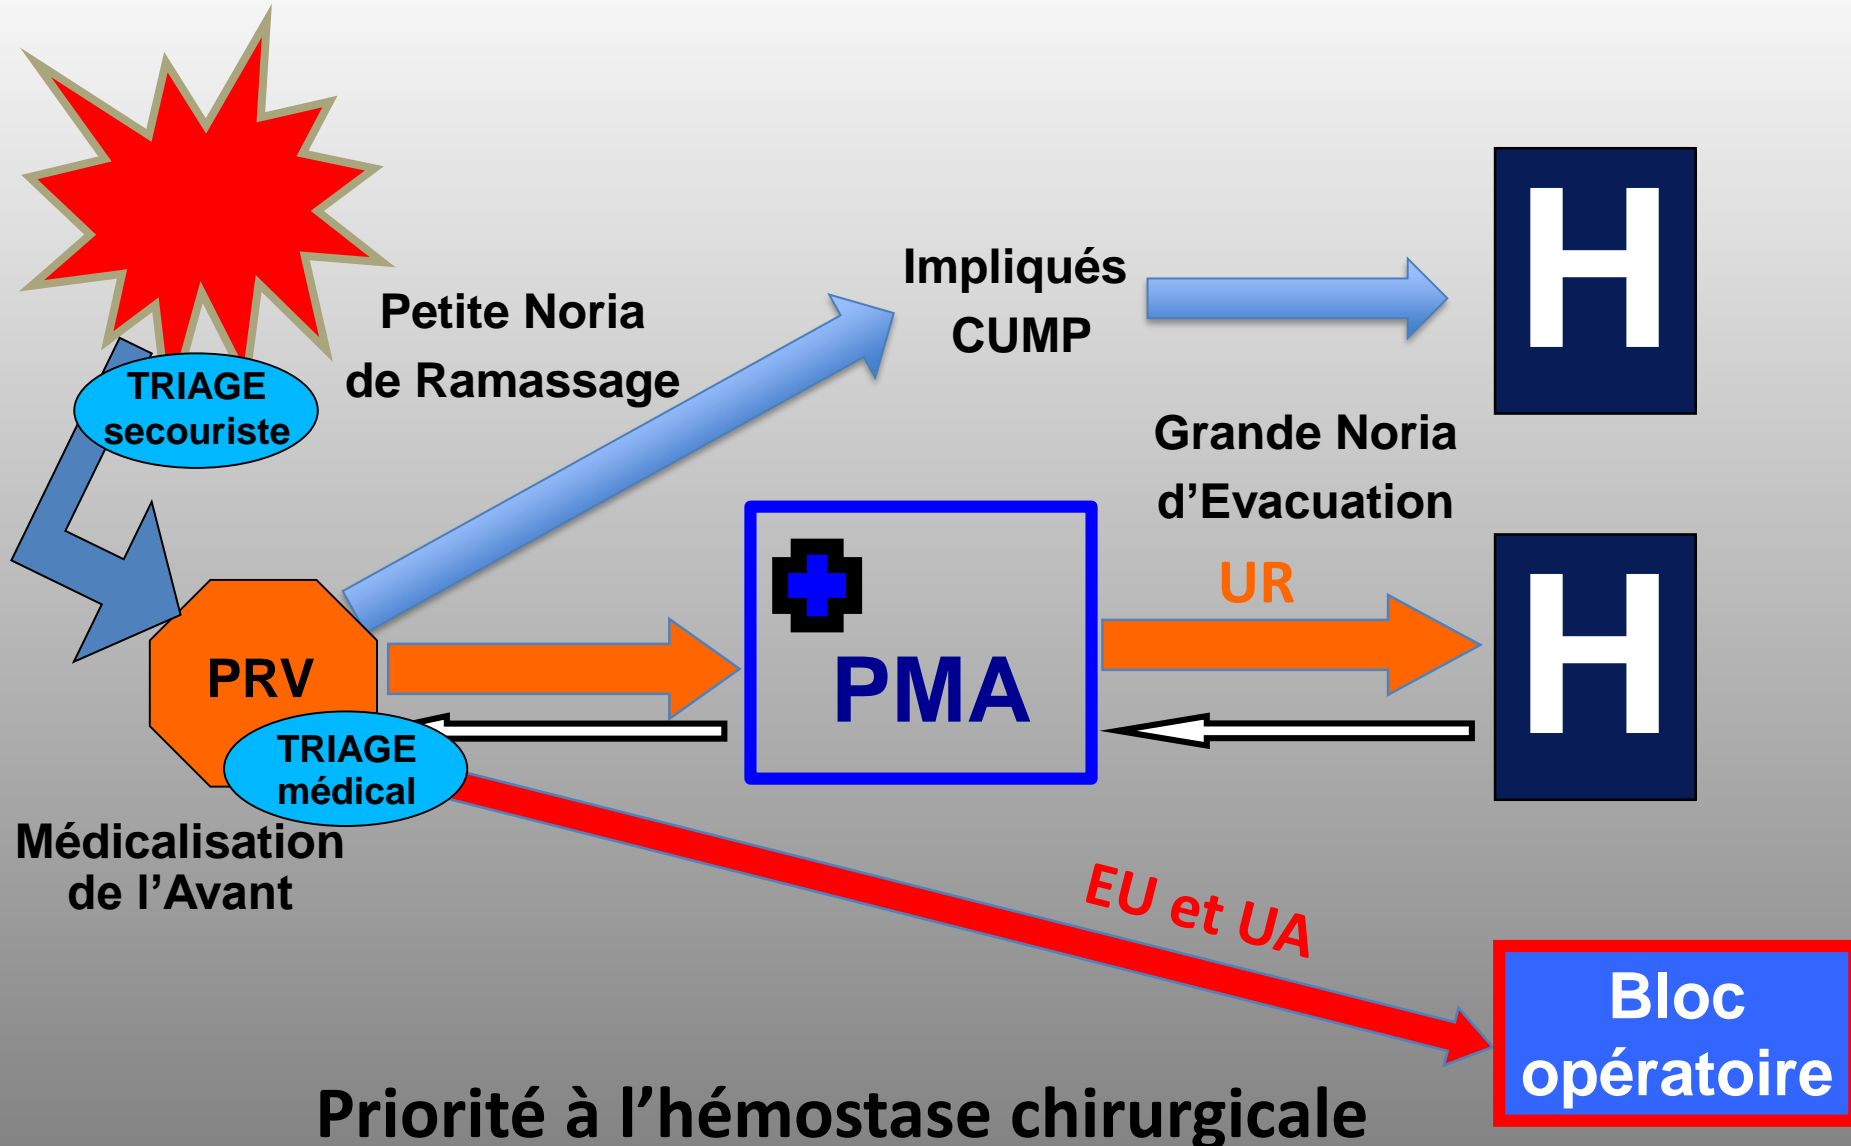 TRIAGE
secouriste
Petite Noria
de Ramassage
Impliqués
CUMP
H
Grande Noria
d’Evacuation
UR
H
PMA
PRV
TRIAGE
médical
Médicalisation
de l’Avant
EU et UA
Bloc
opératoire
Priorité à l’hémostase chirurgicale